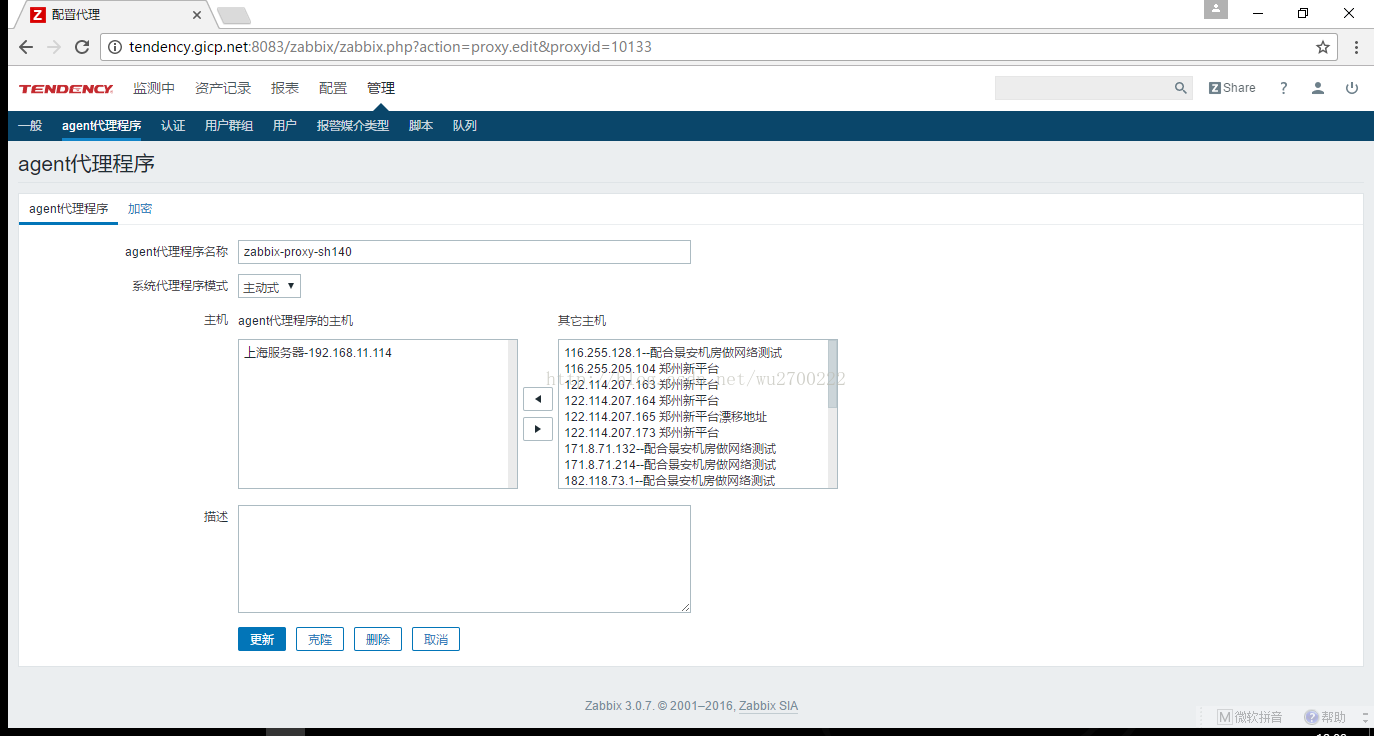 配置代理
tendency.gicp.net:8083/zabbix/zabbix.php?action=proxy.edit&proxyid=10133
TENDENCY 监测中 资产记录 报表 配置 管理 Z Share ?
一般 agent代理程序 认证 用户群组 用户 报警媒介类型 脚本 队列
agent代理程序
agent代理程序 加密
agent代理程序名称 zabbix-proxy-sh140
系统代理程序模式 主动式
主机 agent代理程序的主机 其它主机
上海服务器-192.168.11.114
116.255.128.1--配合景安机房做网络测试
116.255.205.104 郑州新平台
122.114.207.163 郑州新平台
122.114.207.164 郑州新平台
122.114.207.165 郑州新平台漂移地址
122.114.207.173 郑州新平台
171.8.71.132--配合景安机房做网络测试
171.8.71.214--配合景安机房做网络测试
182.118.73.1--配合景安机房做网络测试
http://blog.csdn.net/wu2700222
描述
更新 克隆 删除 取消
Zabbix 3.0.7. © 2001–2016, Zabbix SIA
M 微软拼音 ? 帮助